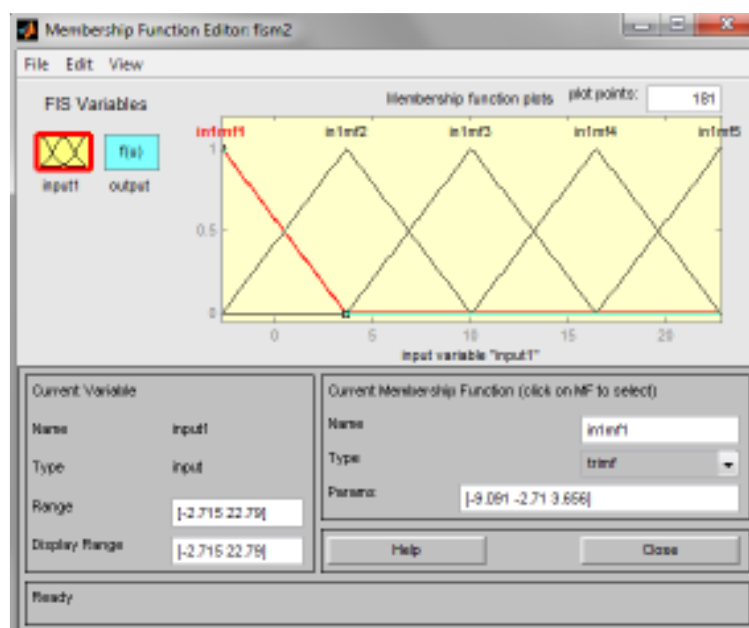 Membership Function Editor: fism2
File Edit View
FIS Variables
input1
f(u)
output
Membership function plots
plot points: 181
in1mf1 in1mf2 in1mf3 in1mf4 in1mf5
1
0.5
0
0 5 10 15 20
input variable "input1"
Current Variable
Name input1
Type input
Range [-2.715 22.79]
Display Range [-2.715 22.79]
Current Membership Function (click on MF to select)
Name in1mf1
Type trimf
Params [-9.091 -2.71 3.656]
Help Close
Ready